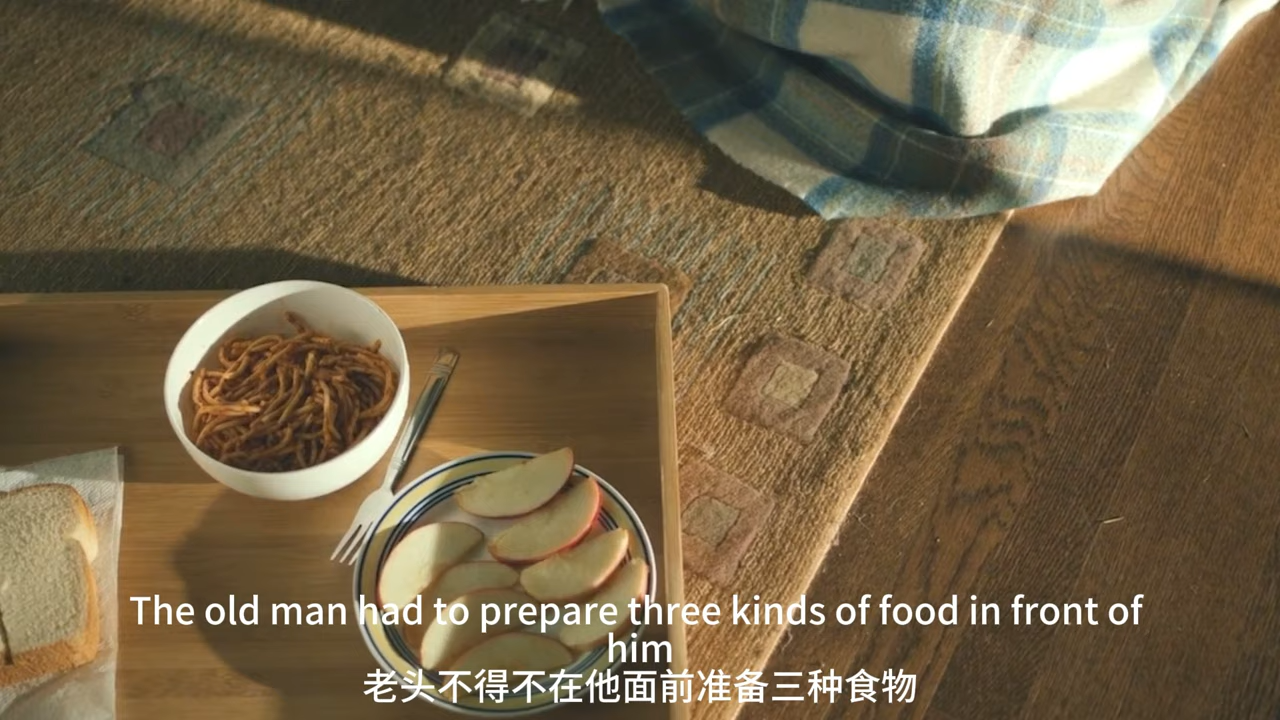 The old man had to prepare three kinds of food in front of
him
老头不得不在他面前准备三种食物